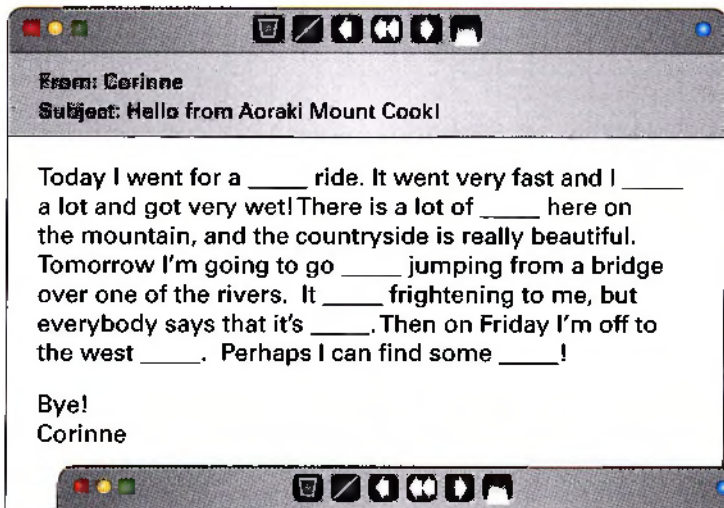 From: Corinne
Subject: Hello from Aoraki Mount Cook!
Today I went for a _____ ride. It went very fast and I _____
a lot and got very wet! There is a lot of _____ here on
the mountain, and the countryside is really beautiful.
Tomorrow I'm going to go _____ jumping from a bridge
over one of the rivers. It _____ frightening to me, but
everybody says that it's _____. Then on Friday I'm off to
the west _____. Perhaps I can find some _____!
Bye!
Corinne